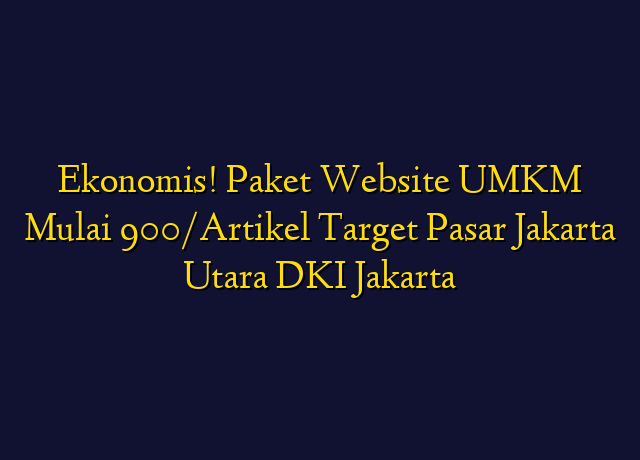 Ekonomis! Paket Website UMKM
Mulai 900/Artikel Target Pasar Jakarta
Utara DKI Jakarta